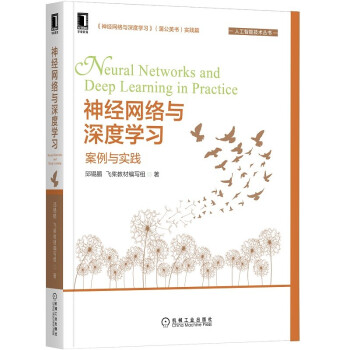 《神经网络与深度学习》（蒲公英书）实践篇
人工智能技术丛书
Neural Networks and
Deep Learning in Practice
神经网络与
深度学习
案例与实践
邱锡鹏 飞桨教材编写组 著
机械工业出版社
China Machine Press
神经网络与深度学习
案例与实践
邱锡鹏 飞桨教材编写组 著
机械工业出版社